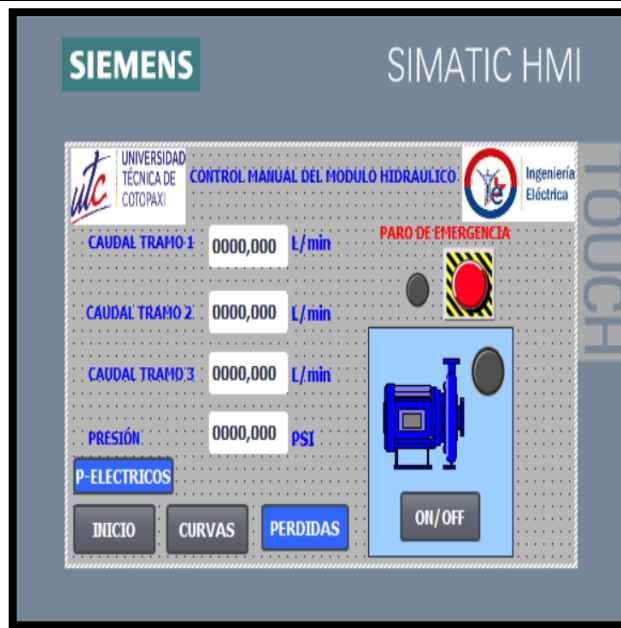 SIEMENS
SIMATIC HMI
TOUCH
utc
UNIVERSIDAD
TÉCNICA DE
COTOPAXI
CONTROL MANUAL DEL MODULO HIDRAULICO
Ingeniería
Eléctrica
CAUDAL TRAMO 1 0000,000 L/min
PARO DE EMERGENCIA
CAUDAL TRAMO 2 0000,000 L/min
CAUDAL TRAMO 3 0000,000 L/min
PRESIÓN 0000,000 PSI
P-ELECTRICOS
INICIO CURVAS PERDIDAS
ON/OFF